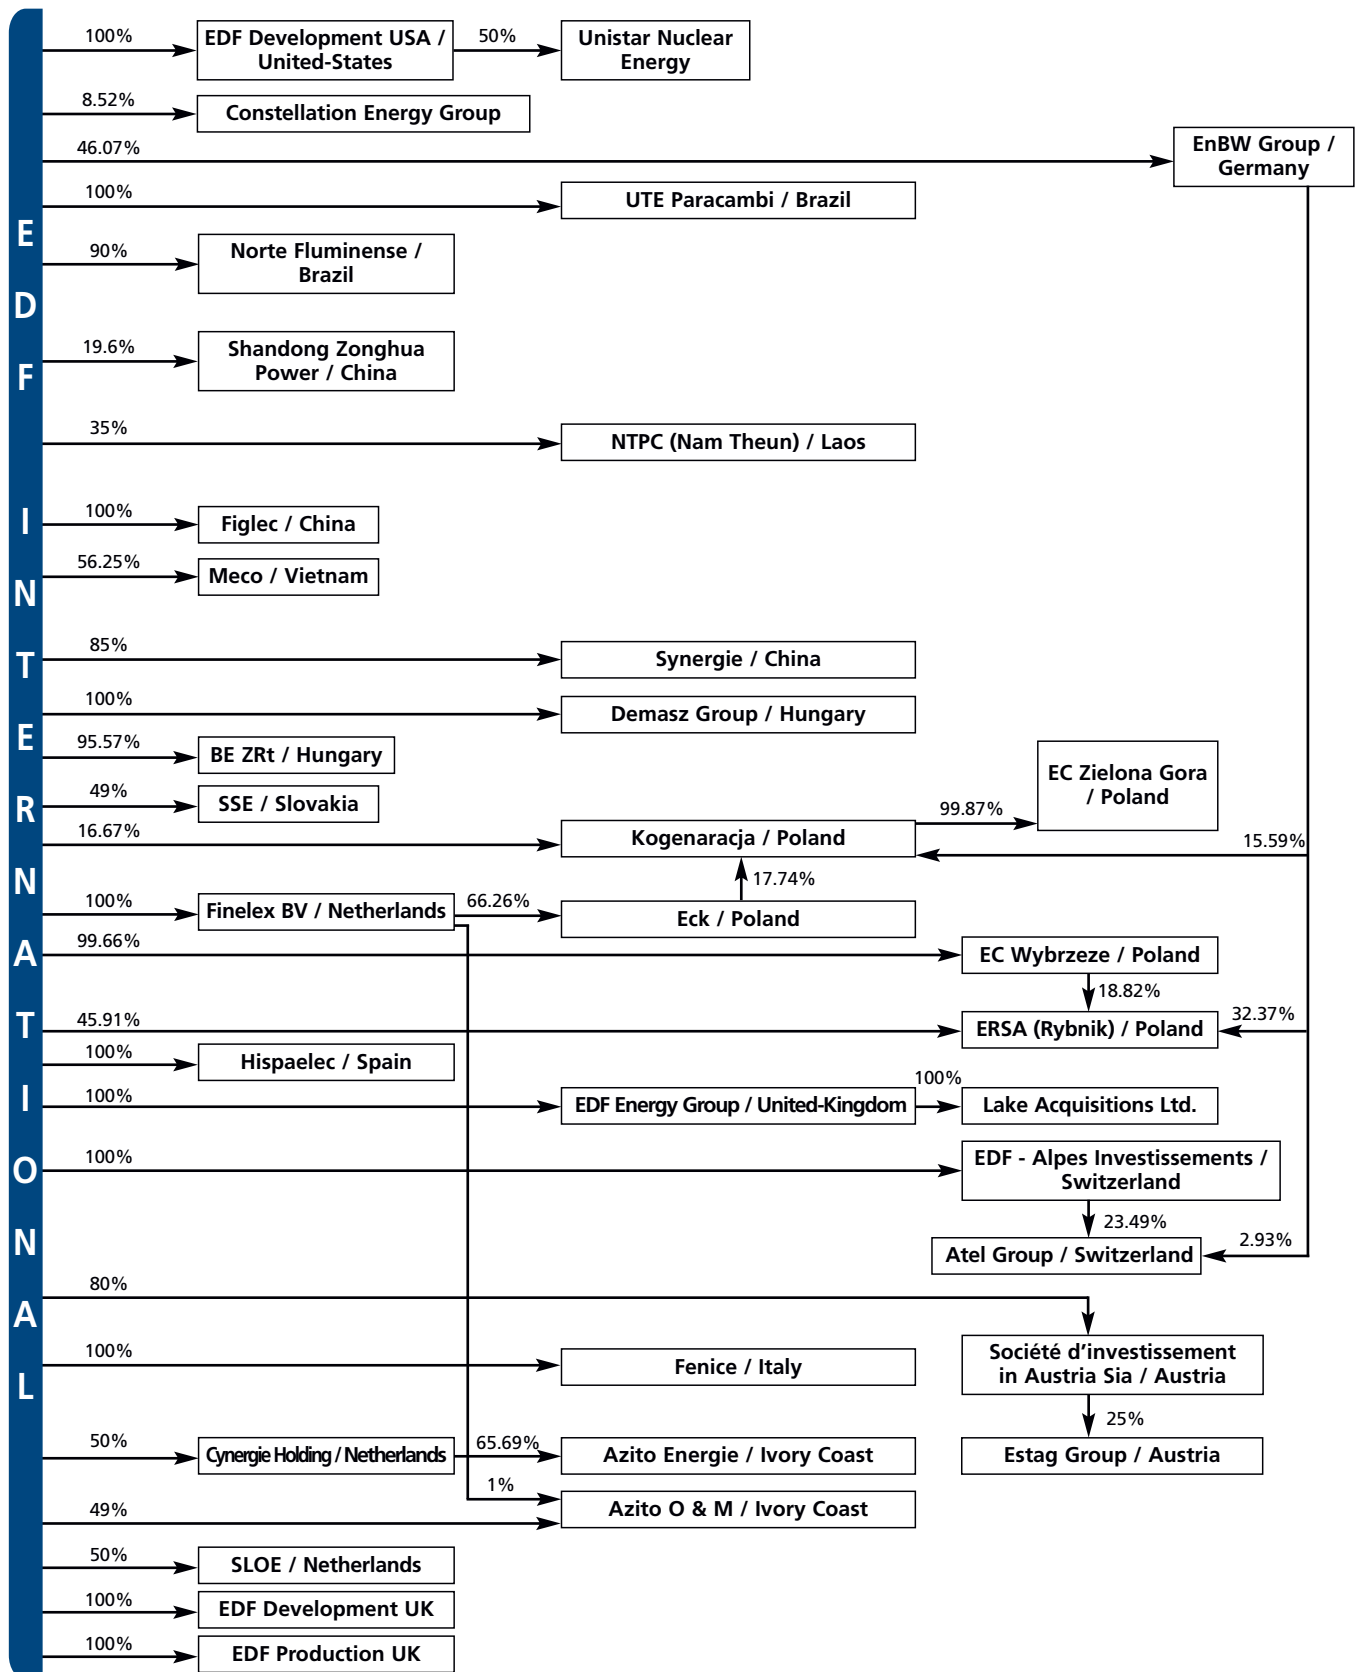 EDF INTERNATIONAL
100%
EDF Development USA /
United-States
50%
Unistar Nuclear
Energy
8.52%
Constellation Energy Group
46.07%
EnBW Group /
Germany
100%
UTE Paracambi / Brazil
90%
Norte Fluminense /
Brazil
19.6%
Shandong Zonghua
Power / China
35%
NTPC (Nam Theun) / Laos
100%
Figlec / China
56.25%
Meco / Vietnam
85%
Synergie / China
100%
Demasz Group / Hungary
95.57%
BE ZRt / Hungary
49%
SSE / Slovakia
16.67%
Kogenaracja / Poland
99.87%
EC Zielona Gora
/ Poland
15.59%
17.74%
100%
Finelex BV / Netherlands
66.26%
Eck / Poland
99.66%
EC Wybrzeze / Poland
18.82%
45.91%
ERSA (Rybnik) / Poland
32.37%
100%
Hispaelec / Spain
100%
EDF Energy Group / United-Kingdom
100%
Lake Acquisitions Ltd.
100%
EDF - Alpes Investissements /
Switzerland
23.49%
Atel Group / Switzerland
2.93%
80%
Société d’investissement
in Austria Sia / Austria
100%
Fenice / Italy
25%
Estag Group / Austria
50%
Cynergie Holding / Netherlands
65.69%
Azito Energie / Ivory Coast
1%
Azito O & M / Ivory Coast
49%
50%
SLOE / Netherlands
100%
EDF Development UK
100%
EDF Production UK